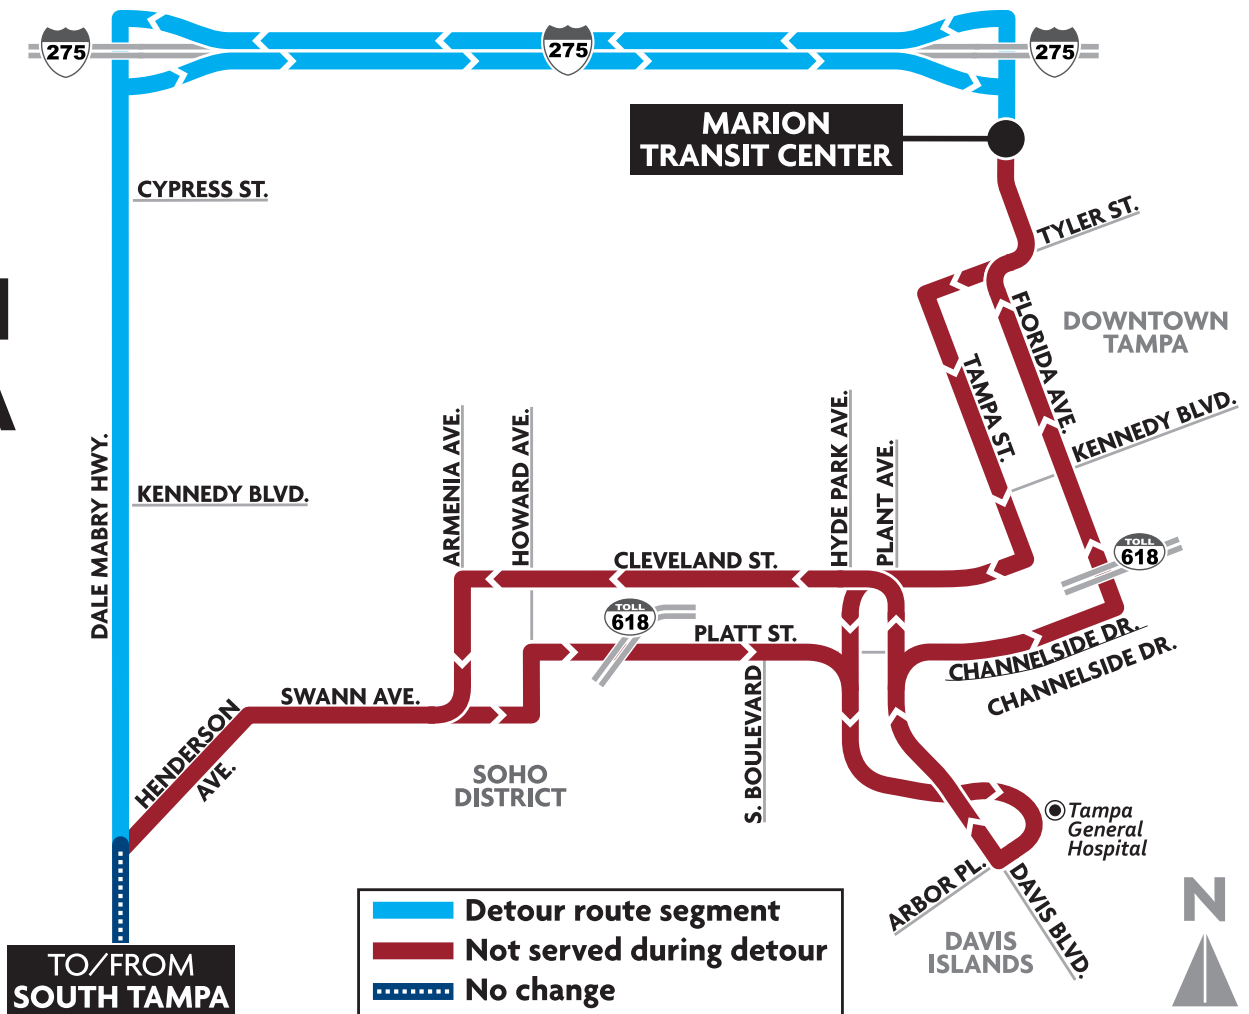 275
275
275
MARION
TRANSIT CENTER
CYPRESS ST.
TYLER ST.
DOWNTOWN
TAMPA
FLORIDA AVE.
TAMPA ST.
KENNEDY BLVD.
DALE MABRY HWY.
KENNEDY BLVD.
ARMENIA AVE.
HOWARD AVE.
HYDE PARK AVE.
PLANT AVE.
CLEVELAND ST.
TOLL
618
TOLL
618
PLATT ST.
CHANNELSIDE DR.
CHANNELSIDE DR.
SWANN AVE.
HENDERSON
AVE.
S. BOULEVARD
SOHO
DISTRICT
Tampa
General
Hospital
ARBOR PL.
DAVIS BLVD.
DAVIS
ISLANDS
N
Detour route segment
Not served during detour
No change
TO/FROM
SOUTH TAMPA